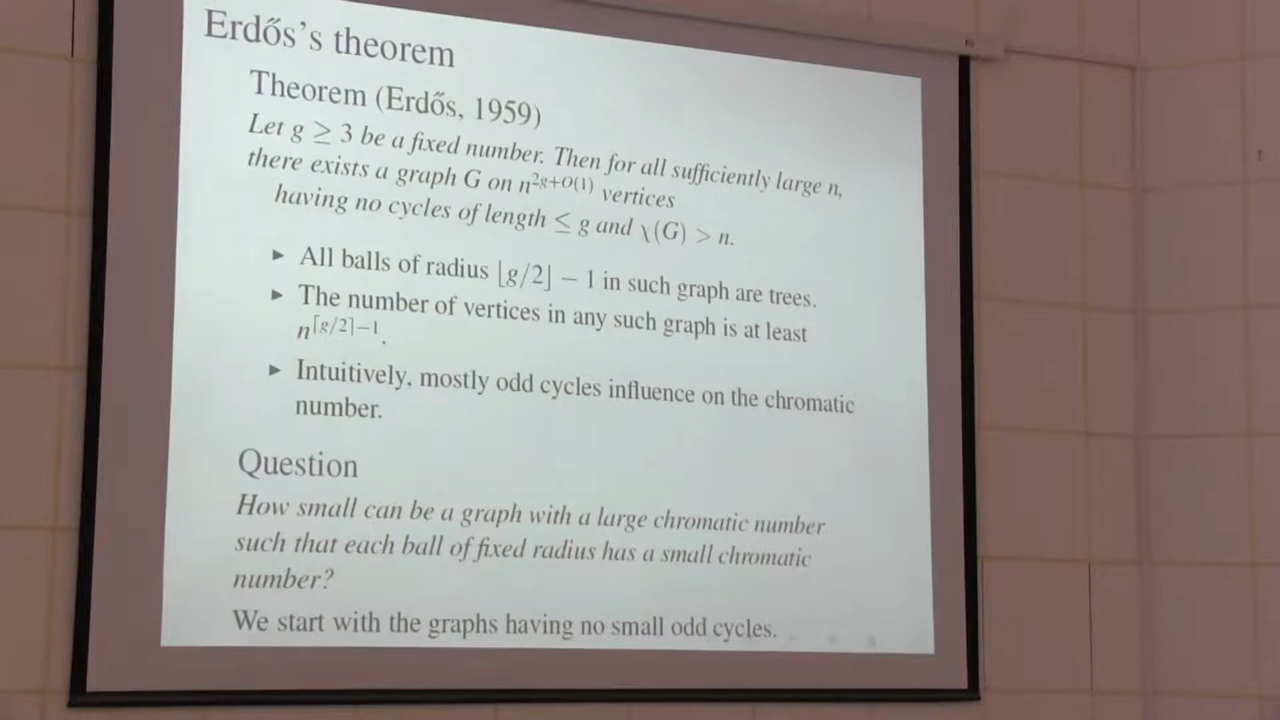 Erdős's theorem
Theorem (Erdős, 1959)
Let g ≥ 3 be a fixed number. Then for all sufficiently large n,
there exists a graph G on n^{2g+o(1)} vertices
having no cycles of length ≤ g and χ(G) > n.
▶ All balls of radius ⌊g/2⌋ − 1 in such graph are trees.
▶ The number of vertices in any such graph is at least
n^{⌈g/2⌉−1}.
▶ Intuitively, mostly odd cycles influence on the chromatic
number.
Question
How small can be a graph with a large chromatic number
such that each ball of fixed radius has a small chromatic
number?
We start with the graphs having no small odd cycles.